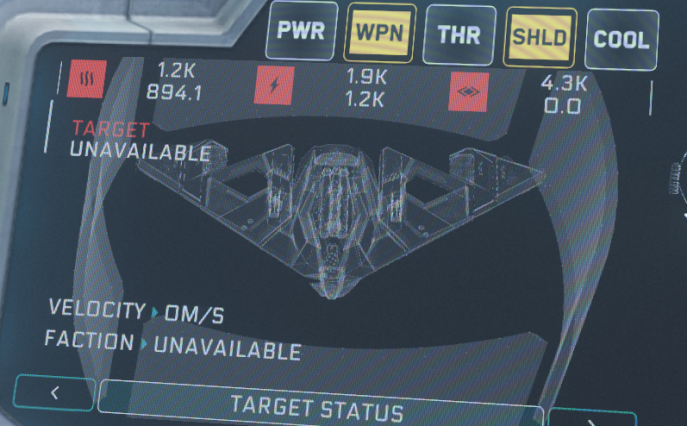 PWR WPN THR SHLD COOL
1.2K 1.9K 4.3K
894.1 1.2K 0.0
TARGET
UNAVAILABLE
VELOCITY 0M/S
FACTION UNAVAILABLE
< TARGET STATUS >